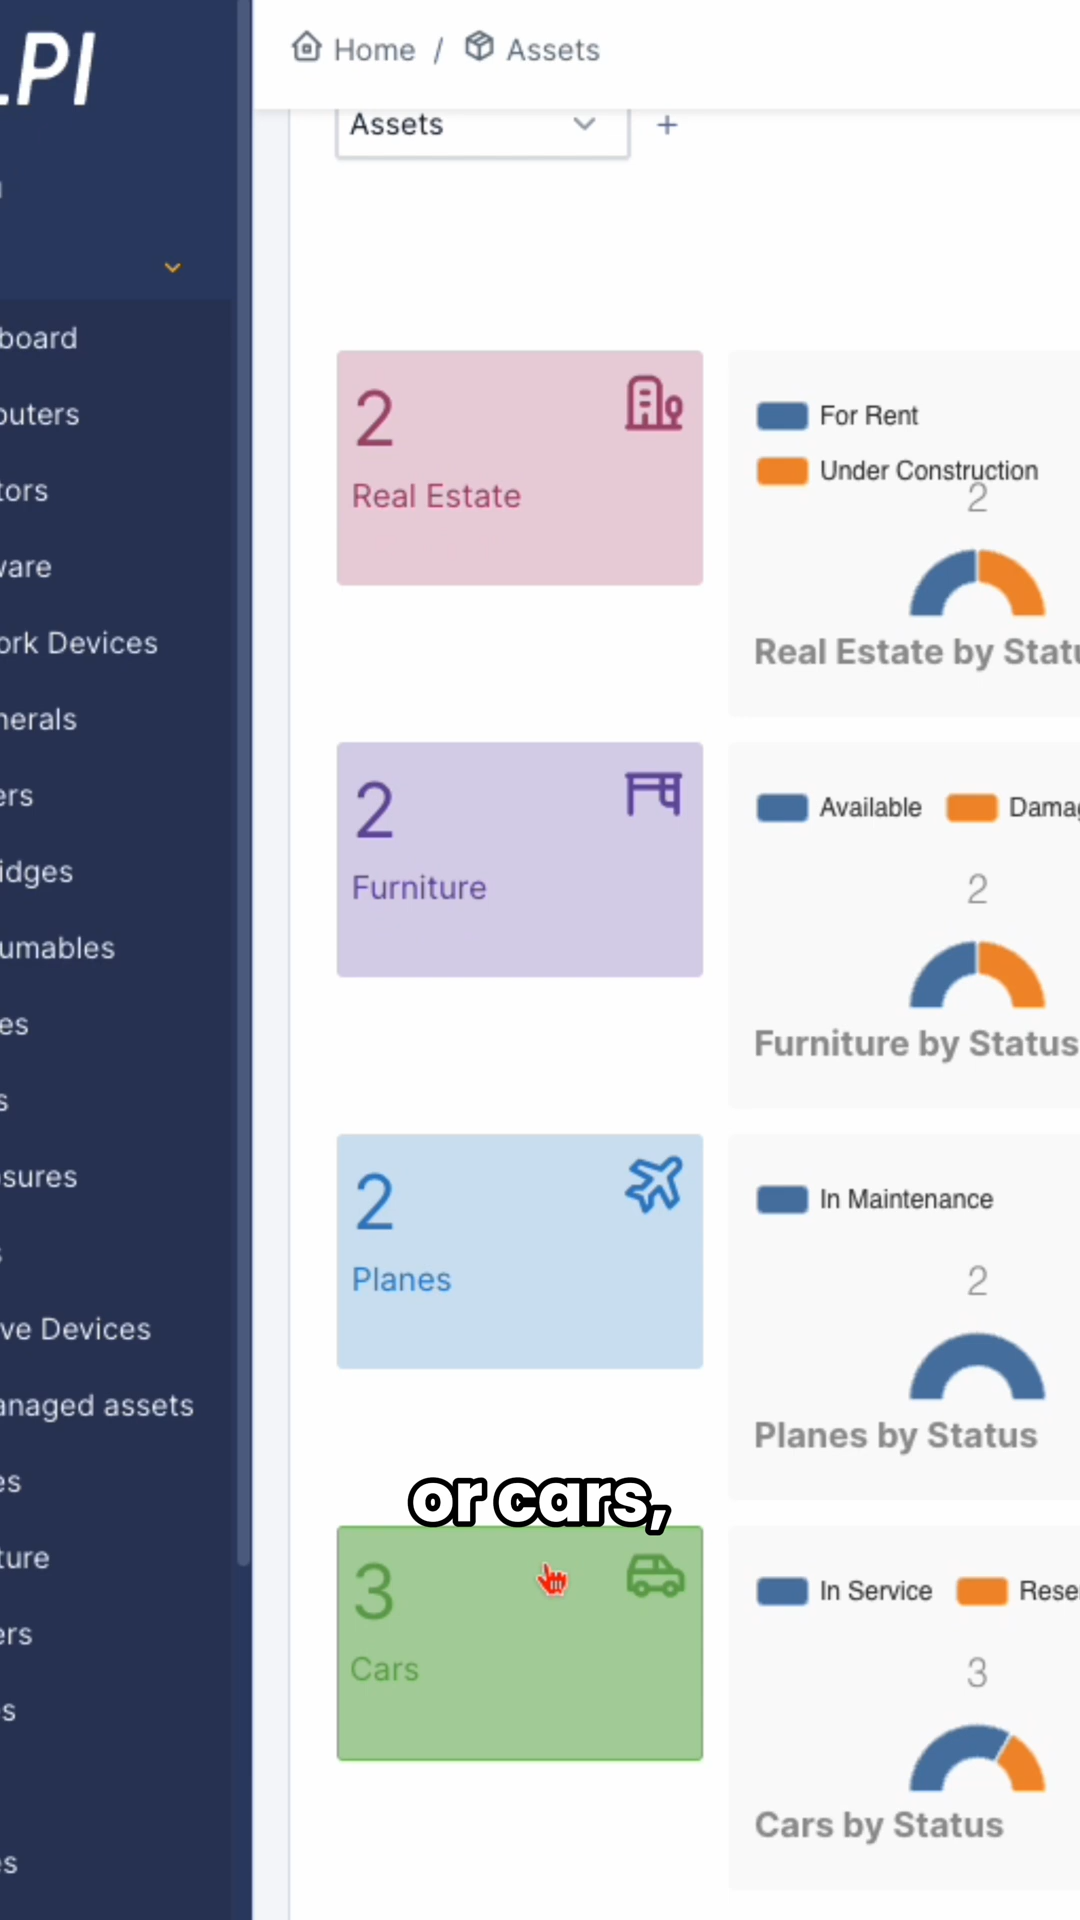 .PI
Home / Assets
Assets +
board
outers
tors
ware
ork Devices
nerals
ers
idges
umables
es
s
sures
s
ve Devices
anaged assets
es
ture
ers
s
es
2
Real Estate
For Rent
Under Construction
2
Real Estate by Statu
2
Furniture
Available Damag
2
Furniture by Status
2
Planes
In Maintenance
2
Planes by Status
or cars,
3
Cars
In Service Rese
3
Cars by Status